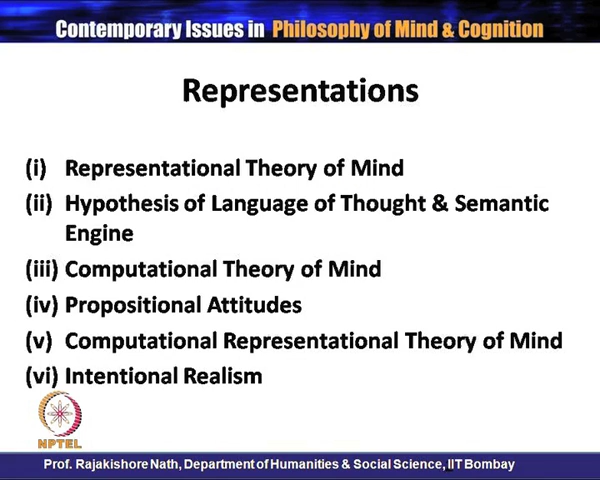 Contemporary Issues in Philosophy of Mind & Cognition
Representations
(i) Representational Theory of Mind
(ii) Hypothesis of Language of Thought & Semantic
Engine
(iii) Computational Theory of Mind
(iv) Propositional Attitudes
(v) Computational Representational Theory of Mind
(vi) Intentional Realism
NPTEL
Prof. Rajakishore Nath, Department of Humanities & Social Science, IIT Bombay